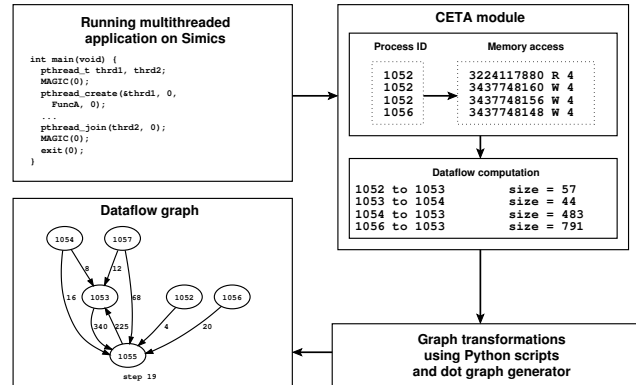 Running multithreaded
application on Simics
int main(void) {
pthread_t thrd1, thrd2;
MAGIC(0);
pthread_create(&thrd1, 0,
FuncA, 0);
...
pthread_join(thrd2, 0);
MAGIC(0);
exit(0);
}
CETA module
Process ID Memory access
1052 3224117880 R 4
1052 3437748160 W 4
1052 3437748156 W 4
1056 3437748148 W 4
Dataflow computation
1052 to 1053 size = 57
1053 to 1054 size = 44
1054 to 1053 size = 483
1056 to 1053 size = 791
Dataflow graph
1054 1057
8 12
16 1053 68 1052 1056
340 225 4 20
1055
step 19
Graph transformations
using Python scripts
and dot graph generator